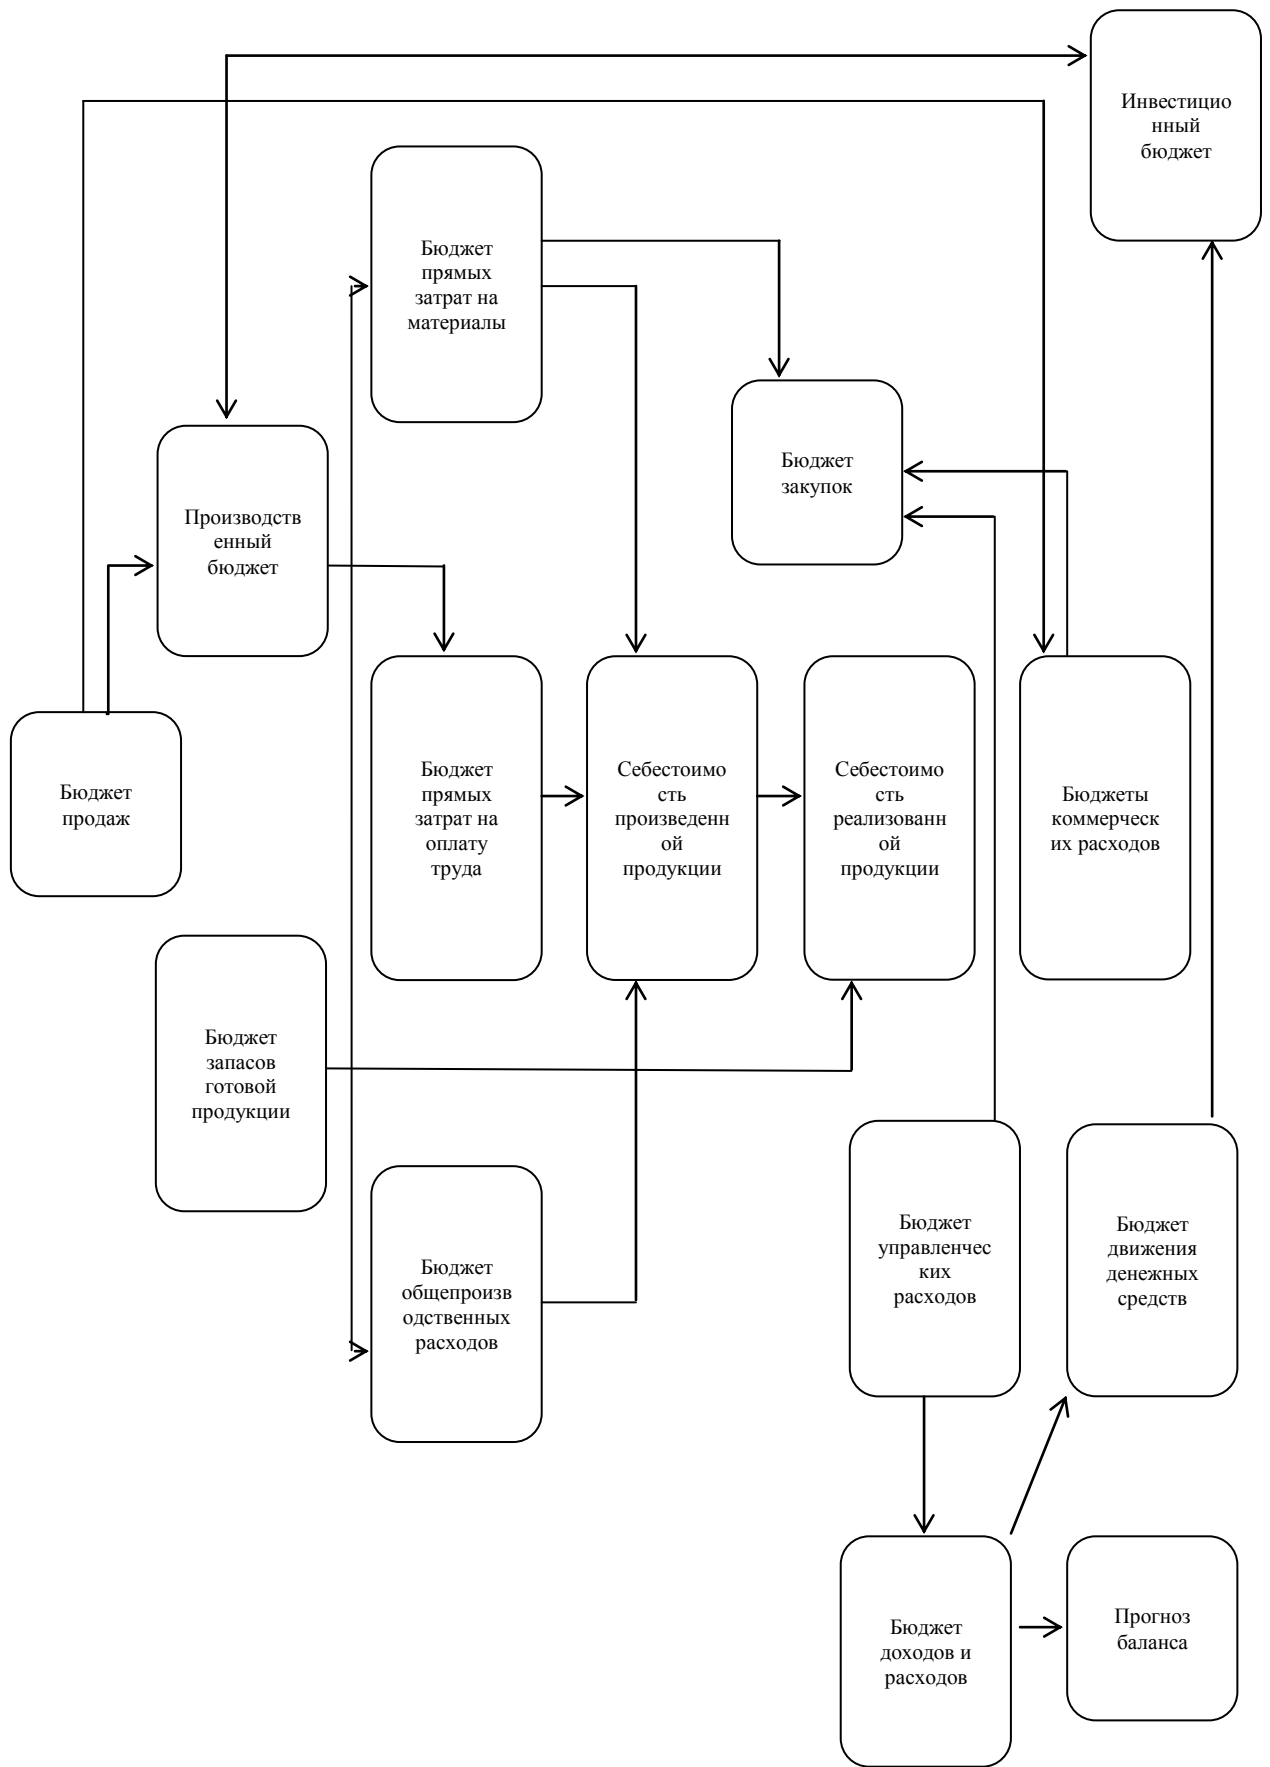 Инвестицио
нный
бюджет
Бюджет
прямых
затрат на
материалы
Бюджет
закупок
Производств
енный
бюджет
Бюджет
продаж
Бюджет
прямых
затрат на
оплату
труда
Себестоимо
сть
произведенн
ой
продукции
Себестоимо
сть
реализованн
ой
продукции
Бюджеты
коммерческ
их расходов
Бюджет
запасов
готовой
продукции
Бюджет
общепроизв
одственных
расходов
Бюджет
управленчес
ких
расходов
Бюджет
движения
денежных
средств
Бюджет
доходов и
расходов
Прогноз
баланса